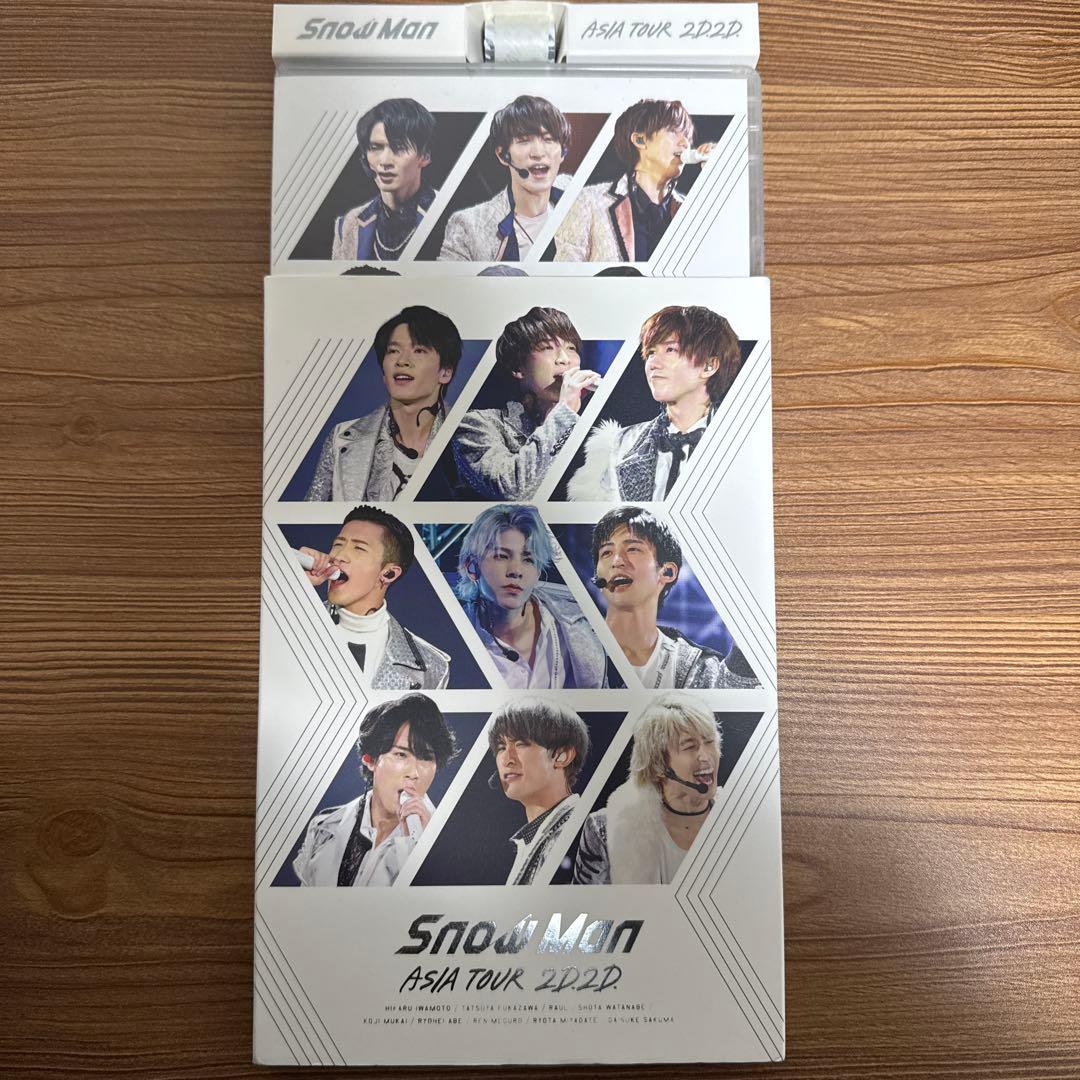 Snow Man
ASIA TOUR 2D.2D.
Snow Man
ASIA TOUR 2D.2D.
HIKARU IWAMOTO / TATSUYA FUKAZAWA / RAUL / SHOTA WATANABE /
KOJI MUKAI / RYOHEI ABE / REN MEGURO / RYOTA MIYADATE / DAISUKE SAKUMA